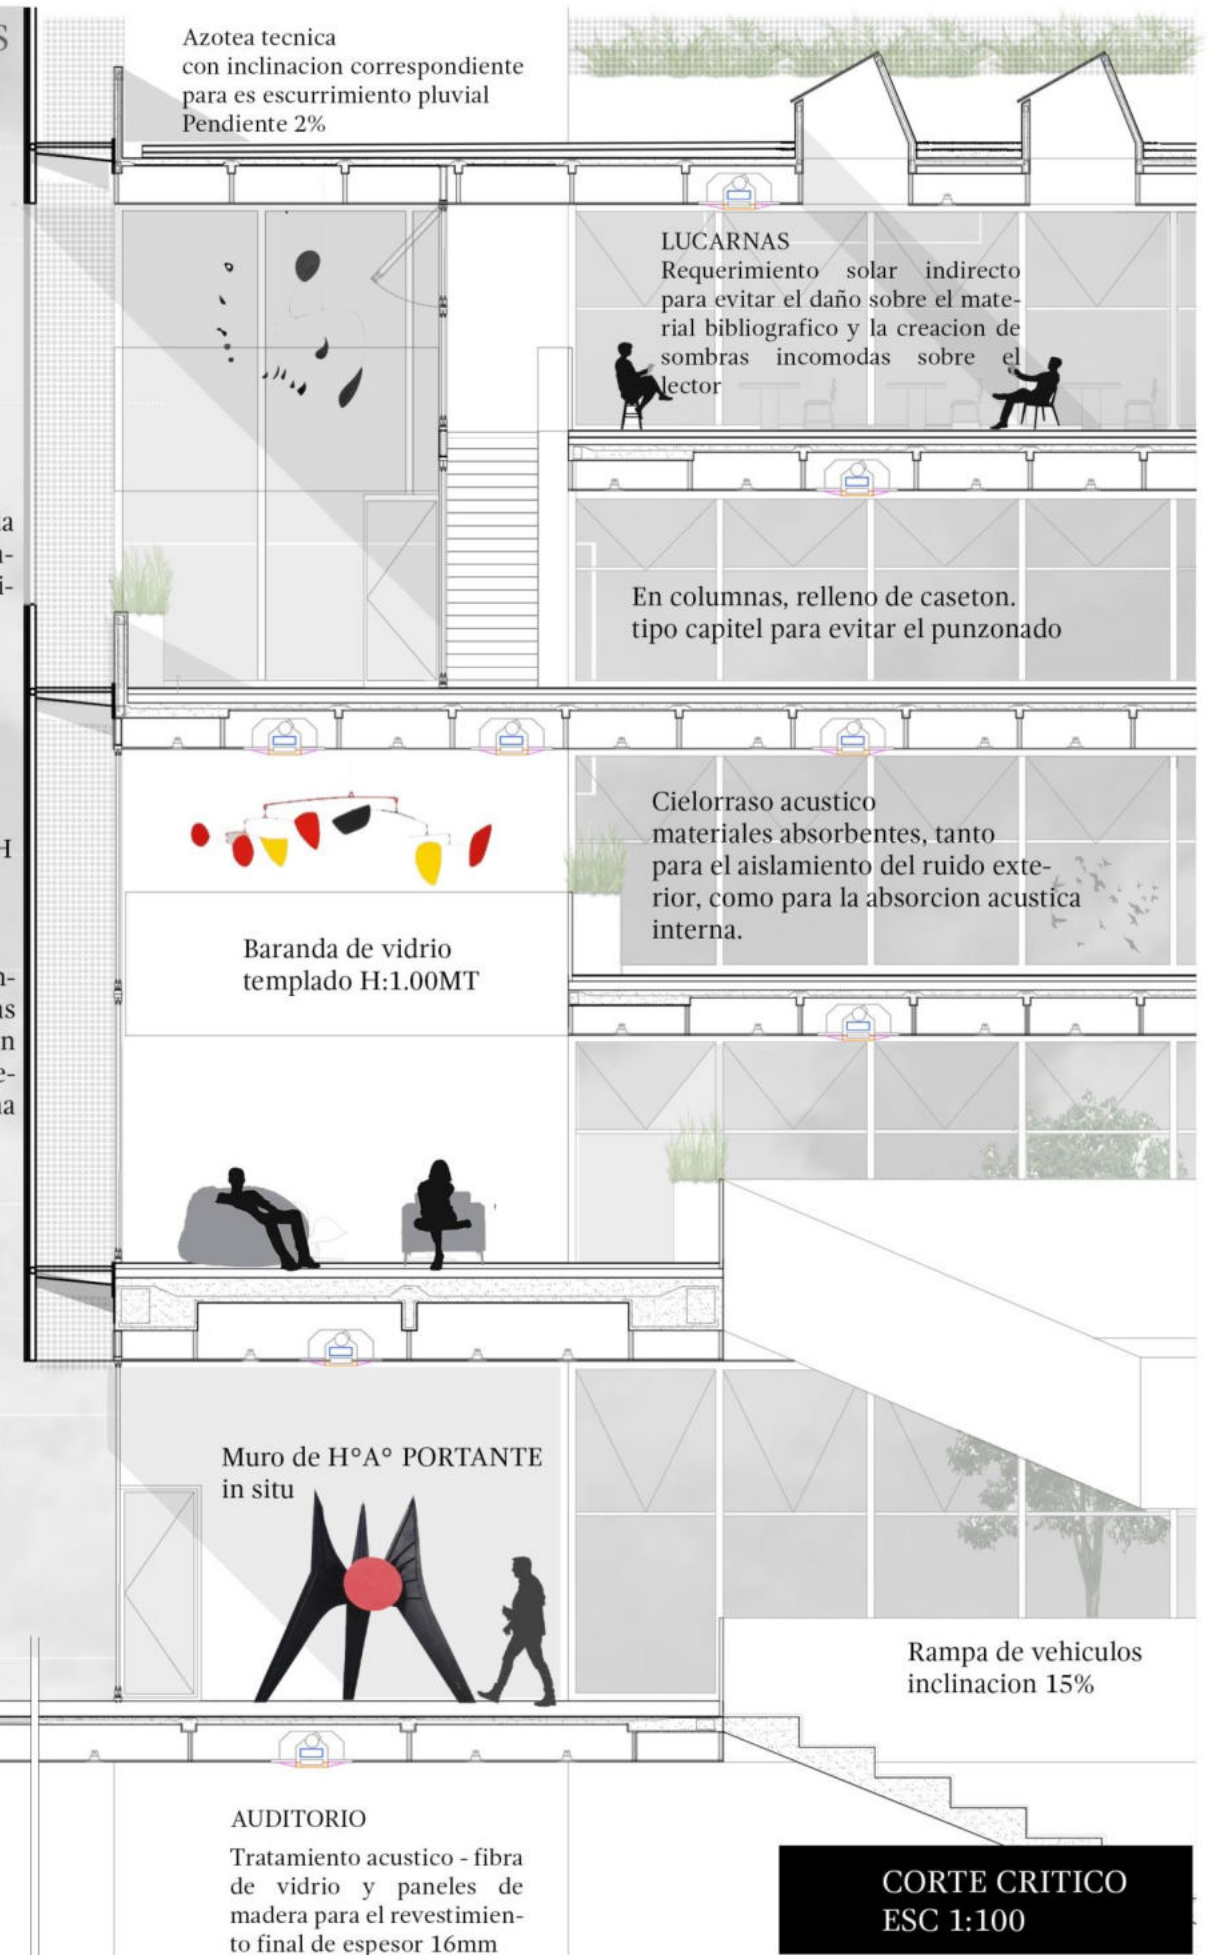 S
Azotea tecnica
con inclinacion correspondiente
para es escurrimiento pluvial
Pendiente 2%
LUCARNAS
Requerimiento solar indirecto
para evitar el daño sobre el mate-
rial bibliografico y la creacion de
sombras incomodas sobre el
lector
En columnas, relleno de caseton.
tipo capitel para evitar el punzonado
Cielorraso acustico
materiales absorbentes, tanto
para el aislamiento del ruido exte-
rior, como para la absorcion acustica
interna.
H
Baranda de vidrio
templado H:1.00MT
Muro de H°A° PORTANTE
in situ
Rampa de vehiculos
inclinacion 15%
AUDITORIO
Tratamiento acustico - fibra
de vidrio y paneles de
madera para el revestimien-
to final de espesor 16mm
CORTE CRITICO
ESC 1:100